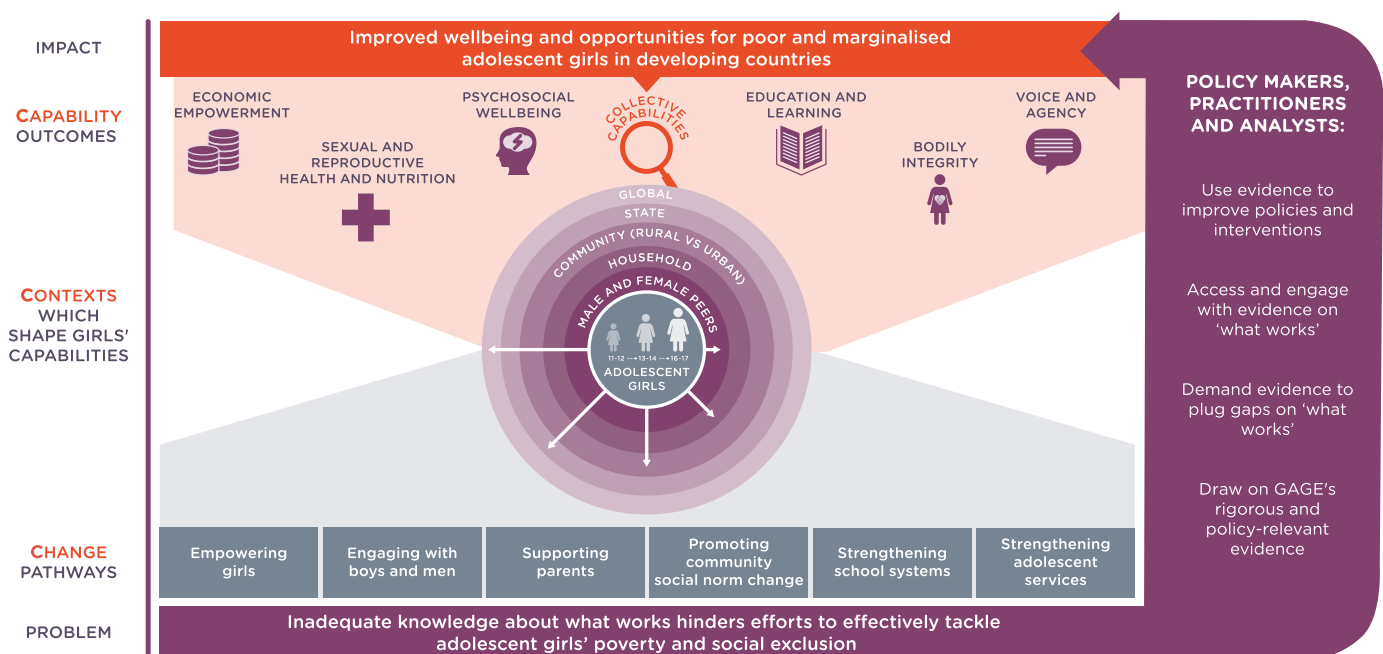 IMPACT
Improved wellbeing and opportunities for poor and marginalised
adolescent girls in developing countries
CAPABILITY
OUTCOMES
ECONOMIC
EMPOWERMENT
SEXUAL AND
REPRODUCTIVE
HEALTH AND NUTRITION
PSYCHOSOCIAL
WELLBEING
COLLECTIVE
CAPABILITIES
EDUCATION AND
LEARNING
BODILY
INTEGRITY
VOICE AND
AGENCY
CONTEXTS
WHICH
SHAPE GIRLS'
CAPABILITIES
GLOBAL
STATE
COMMUNITY (RURAL VS URBAN)
HOUSEHOLD
MALE AND FEMALE PEERS
11-12 --→13-14 --→16-17
ADOLESCENT
GIRLS
CHANGE
PATHWAYS
Empowering
girls
Engaging with
boys and men
Supporting
parents
Promoting
community
social norm change
Strengthening
school systems
Strengthening
adolescent
services
PROBLEM
Inadequate knowledge about what works hinders efforts to effectively tackle
adolescent girls’ poverty and social exclusion
POLICY MAKERS,
PRACTITIONERS
AND ANALYSTS:
Use evidence to
improve policies and
interventions
Access and engage
with evidence on
‘what works’
Demand evidence to
plug gaps on ‘what
works’
Draw on GAGE's
rigorous and
policy-relevant
evidence